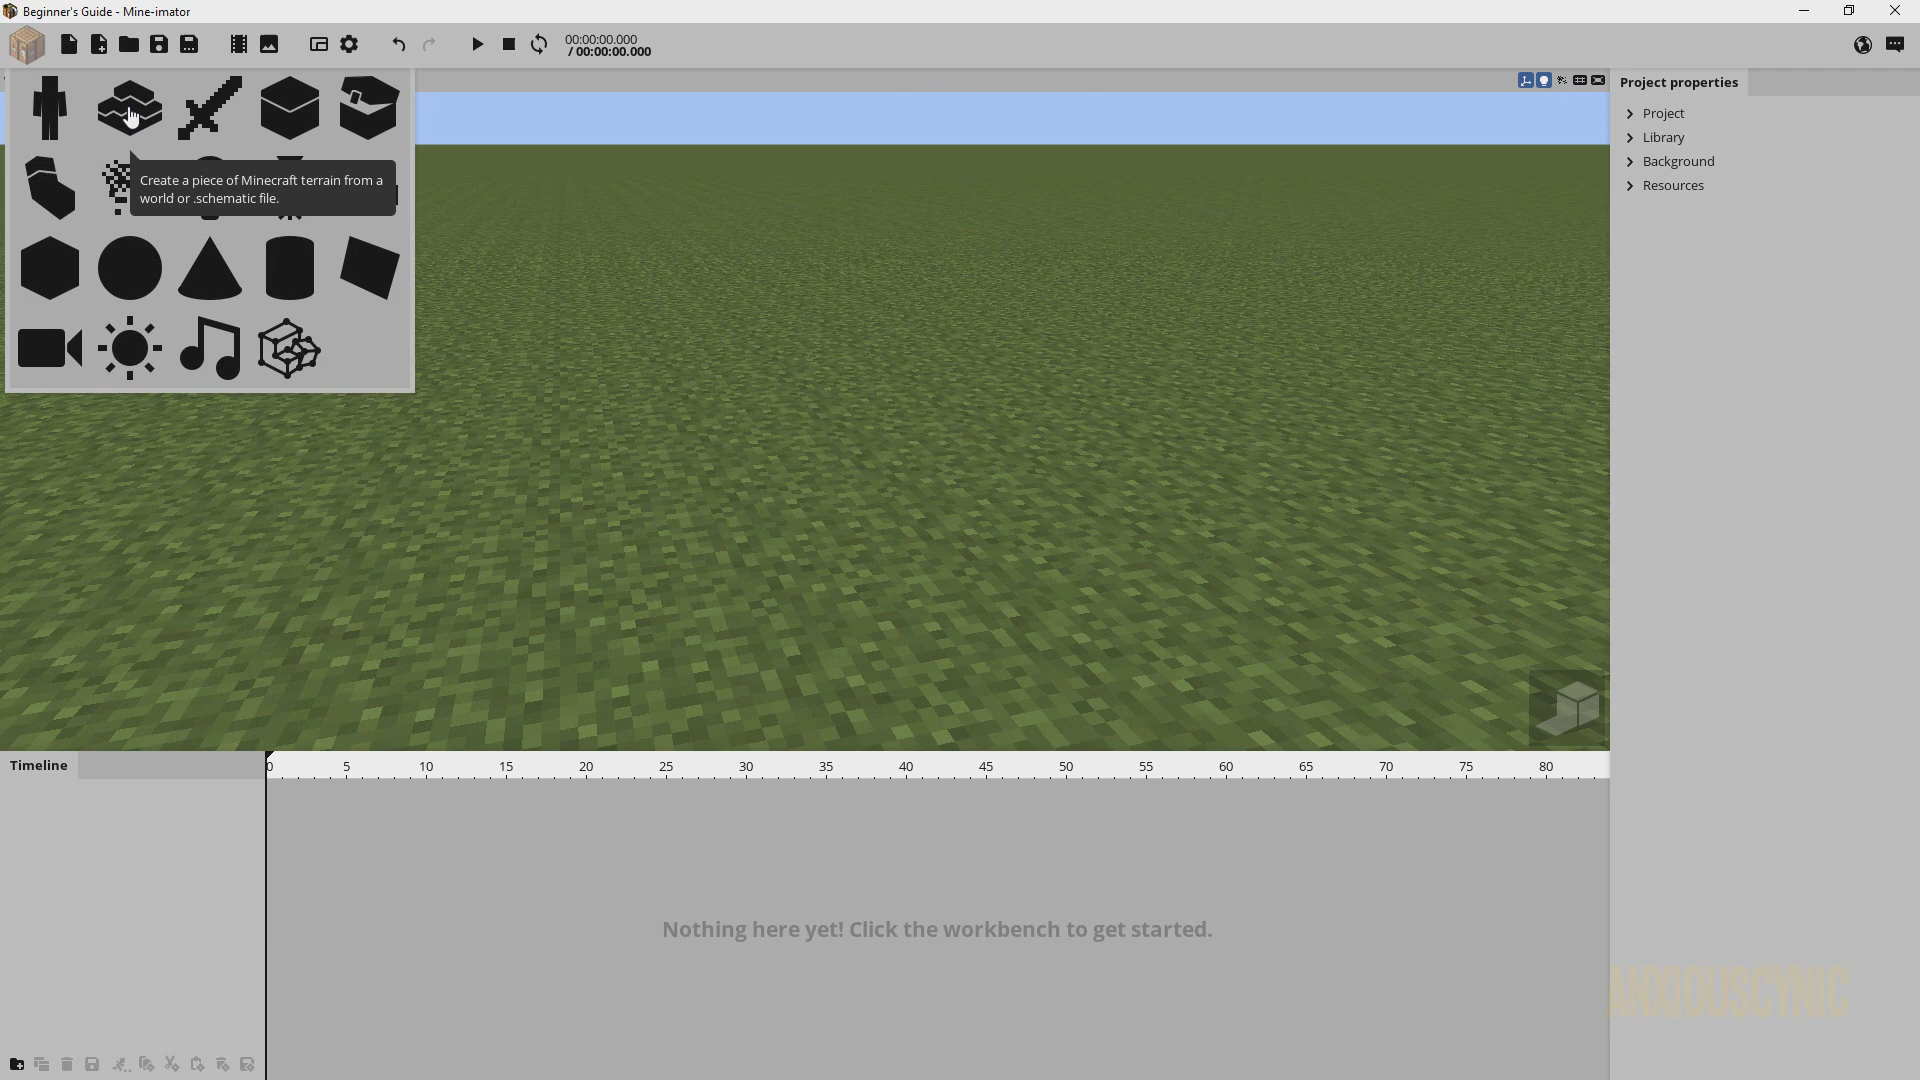 Beginner's Guide - Mine-imator
00:00:00.000
/ 00:00:00.000
Project properties
Project
Library
Background
Resources
Create a piece of Minecraft terrain from a
world or .schematic file.
Timeline
0 5 10 15 20 25 30 35 40 45 50 55 60 65 70 75 80
Nothing here yet! Click the workbench to get started.
ANXIOUSCYNIC